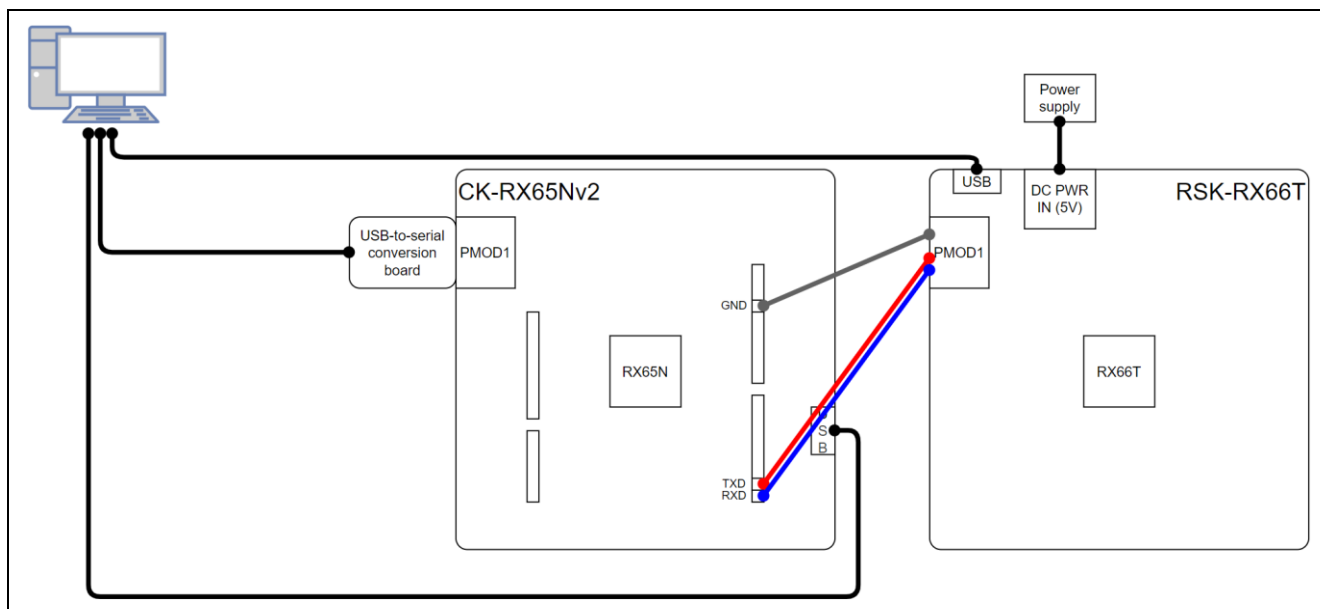 Power
supply
CK-RX65Nv2
USB
DC PWR
IN (5V)
RSK-RX66T
USB-to-serial
conversion
board
PMOD1
PMOD1
GND
RX65N
RX66T
U
S
B
TXD
RXD